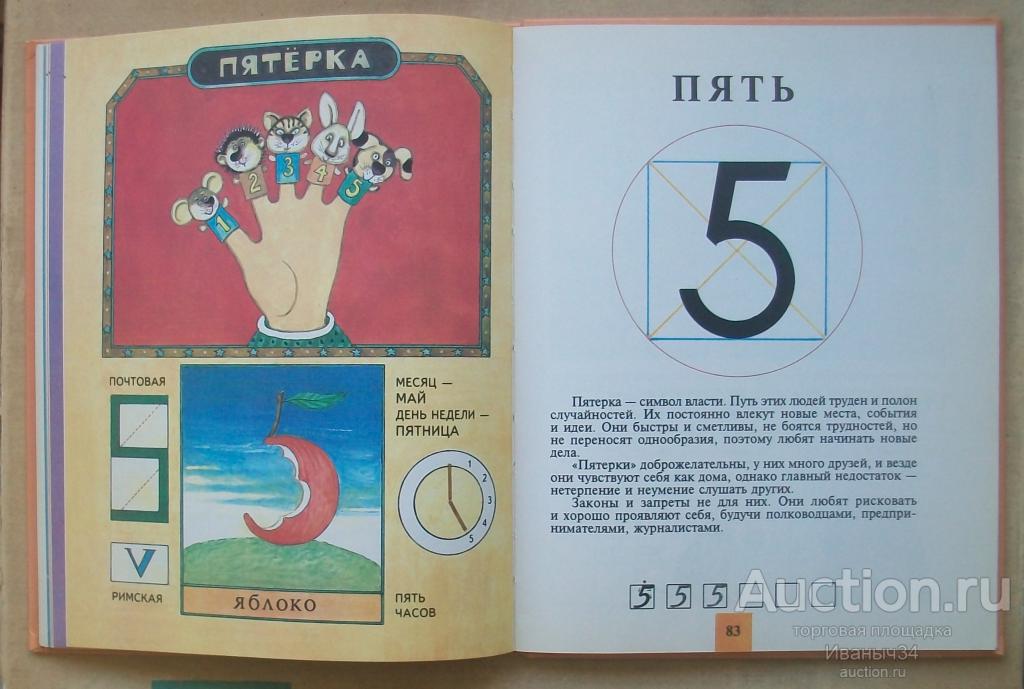 ПЯТЁРКА
1
2
3
4
5
ПОЧТОВАЯ
5
V
РИМСКАЯ
ЯБЛОКО
МЕСЯЦ —
МАЙ
ДЕНЬ НЕДЕЛИ —
ПЯТНИЦА
1
2
3
4
5
ПЯТЬ
ЧАСОВ
ПЯТЬ
5
Пятерка — символ власти. Путь этих людей труден и полон
случайностей. Их постоянно влекут новые места, события
и идеи. Они быстры и сметливы, не боятся трудностей, но
не переносят однообразия, поэтому любят начинать новые
дела.
«Пятерки» доброжелательны, у них много друзей, и везде
они чувствуют себя как дома, однако главный недостаток —
нетерпение и неумение слушать других.
Законы и запреты не для них. Они любят рисковать
и хорошо проявляют себя, будучи полководцами, предпри-
нимателями, журналистами.
5 5 5
83
Auction.ru
торговая площадка
Иваныч34
auction.ru